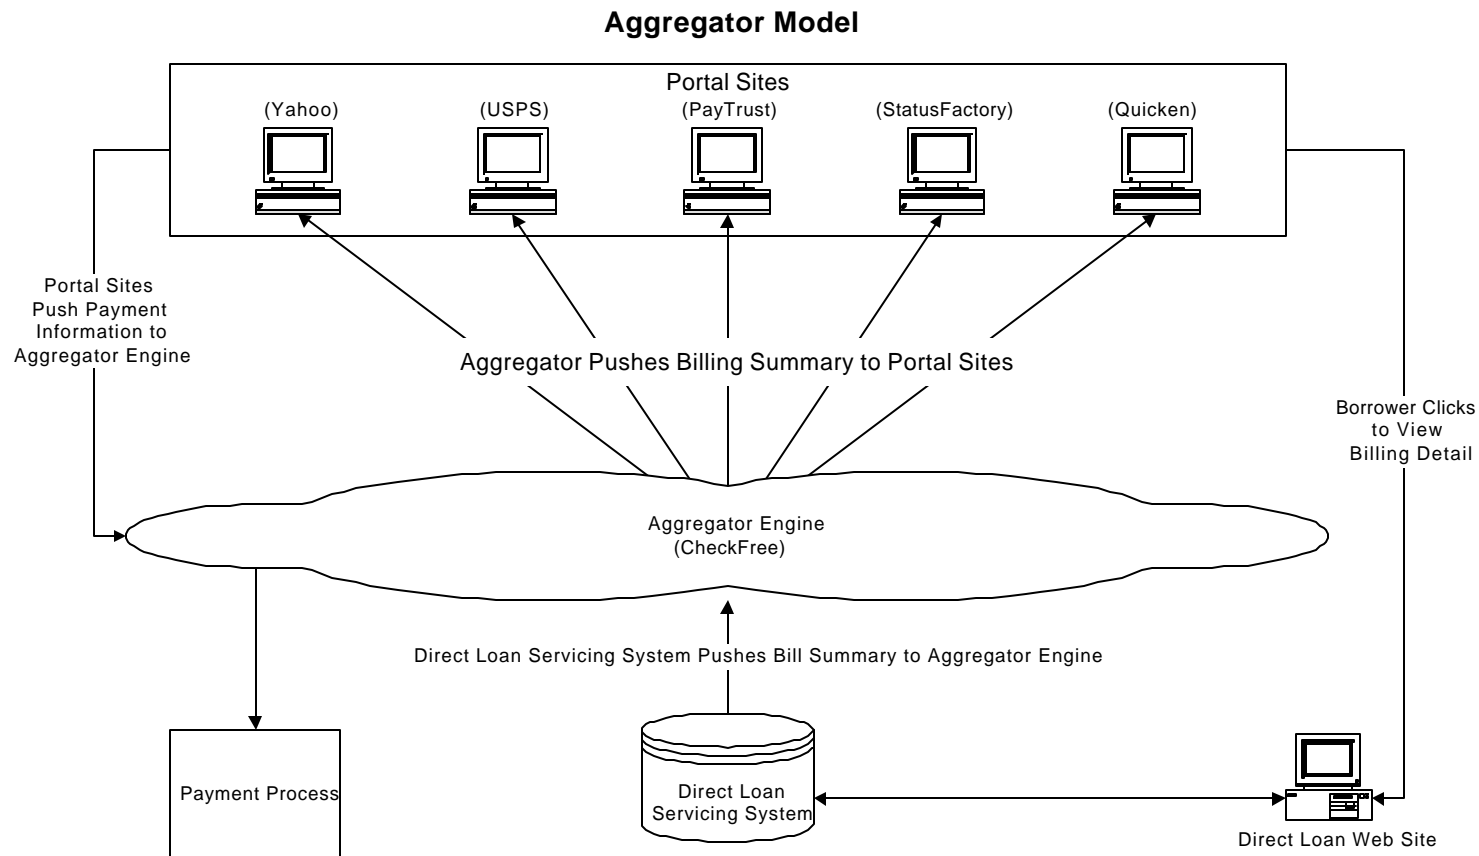 Aggregator Model
Portal Sites
(Yahoo)
(USPS)
(PayTrust)
(StatusFactory)
(Quicken)
Portal Sites
Push Payment
Information to
Aggregator Engine
Aggregator Pushes Billing Summary to Portal Sites
Borrower Clicks
to View
Billing Detail
Aggregator Engine
(CheckFree)
Direct Loan Servicing System Pushes Bill Summary to Aggregator Engine
Payment Process
Direct Loan
Servicing System
Direct Loan Web Site